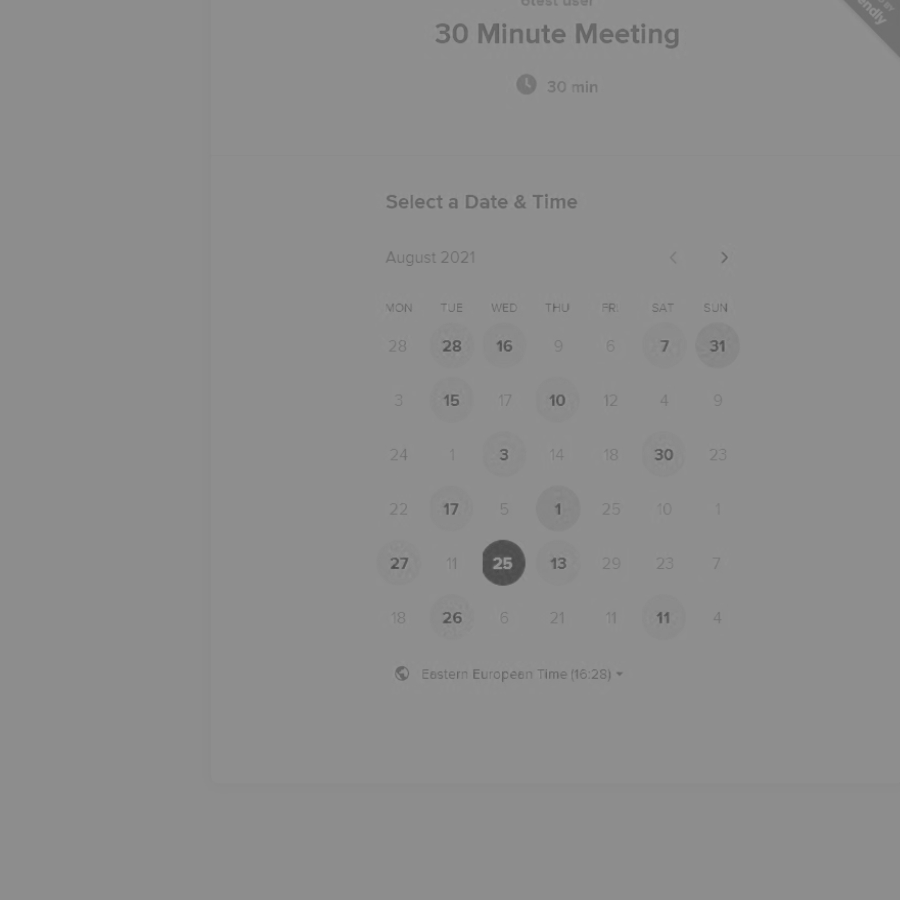 30 Minute Meeting
30 min
Select a Date & Time
August 2021
MON TUE WED THU FRI SAT SUN
28 28 16 9 6 7 31
3 15 17 10 12 4 9
24 1 3 14 18 30 23
22 17 5 1 25 10 1
27 11 25 13 29 23 7
18 26 6 21 11 11 4
Eastern European Time (16:28)